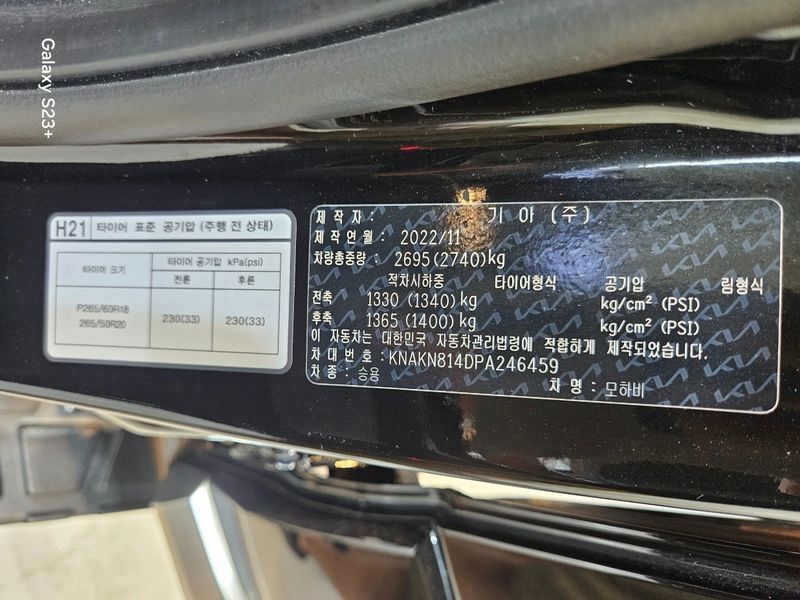 Galaxy S23+
H21 타이어 표준 공기압 (주행 전 상태)
타이어 크기 타이어 공기압 kPa(psi)
전륜 후륜
P265/60R18 230(33) 230(33)
265/50R20
제 작 자 : 기 아 (주)
제 작 연 월 : 2022/11
차량총중량 : 2695(2740)kg
적차시하중 타이어형식 공기압 림형식
전축 1330 (1340) kg kg/cm² (PSI)
후축 1365 (1400) kg kg/cm² (PSI)
이 자동차는 대한민국 자동차관리법령에 적합하게 제작되었습니다.
차 대 번 호 : KNAKN814DPA246459
차 종 : 승용 차 명 : 모하비